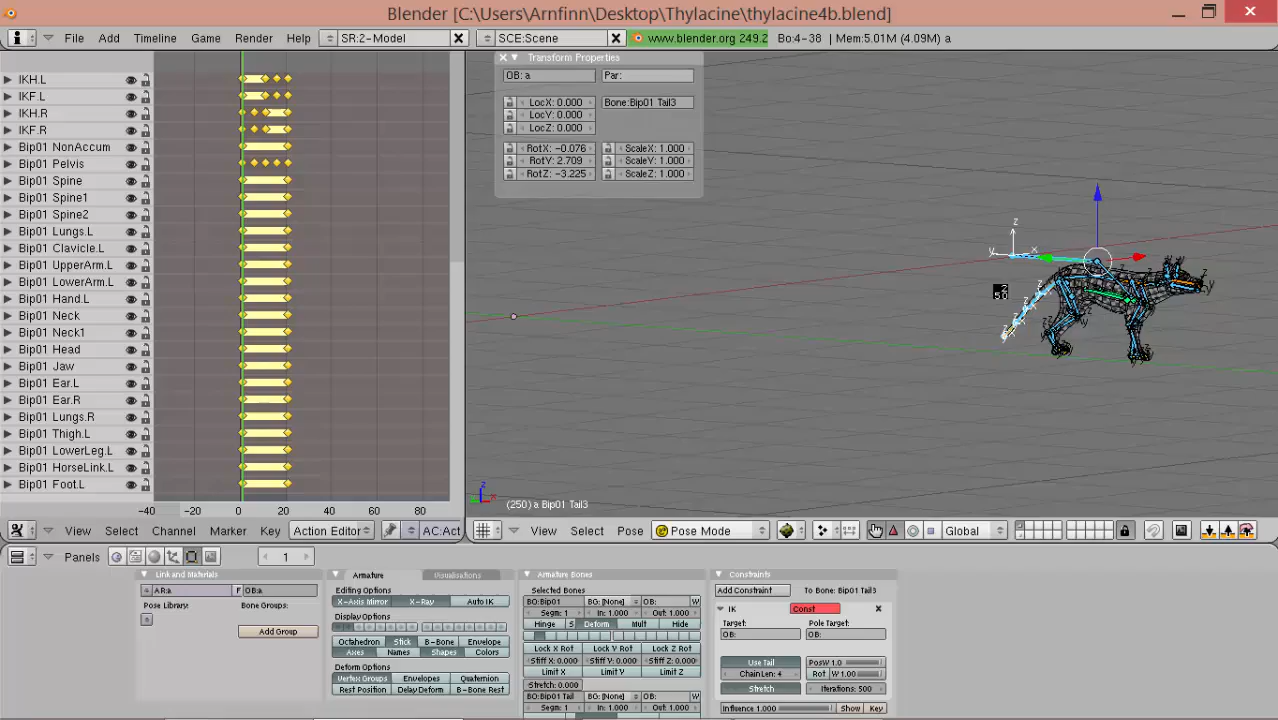 Blender [C:\Users\Arnfinn\Desktop\Thylacine\thylacine4b.blend]
File Add Timeline Game Render Help SR:2-Model SCE:Scene www.blender.org 249.2 Bo:4-38 | Mem:5.01M (4.09M) a
IKH.L
IKF.L
IKH.R
IKF.R
Bip01 NonAccum
Bip01 Pelvis
Bip01 Spine
Bip01 Spine1
Bip01 Spine2
Bip01 Lungs.L
Bip01 Clavicle.L
Bip01 UpperArm.L
Bip01 LowerArm.L
Bip01 Hand.L
Bip01 Neck
Bip01 Neck1
Bip01 Head
Bip01 Jaw
Bip01 Ear.L
Bip01 Ear.R
Bip01 Lungs.R
Bip01 Thigh.L
Bip01 LowerLeg.L
Bip01 HorseLink.L
Bip01 Foot.L
-40 -20 0 20 40 60 80
View Select Channel Marker Key Action Editor AC:Act
Transform Properties
OB: a Par:
LocX: 0.000 Bone:Bip01 Tail3
LocY: 0.000
LocZ: 0.000
RotX: -0.076 ScaleX: 1.000
RotY: 2.709 ScaleY: 1.000
RotZ: -3.225 ScaleZ: 1.000
z
y x
(250) a Bip01 Tail3
View Select Pose Pose Mode Global
Panels 1
Link and Materials
AR:a F OB:a
Pose Library: Bone Groups:
Add Group
Armature Visualisations
Editing Options
X-Axis Mirror X-Ray Auto IK
Display Options
Octahedron Stick B-Bone Envelope
Axes Names Shapes Colors
Deform Options
Vertex Groups Envelopes Quaternion
Rest Position Delay Deform B-Bone Rest
Armature Bones
Selected Bones
BO:Bip01 BG: [None] OB: W
Segm: 1 In: 1.000 Out: 1.000
Hinge S Deform Mult Hide
Lock X Rot Lock Y Rot Lock Z Rot
Stiff X: 0.000 Stiff Y: 0.000 Stiff Z: 0.000
Limit X Limit Y Limit Z
Stretch: 0.000
BO:Bip01 Tail BG: [None] OB: W
Segm: 1 In: 1.000 Out: 1.000
Constraints
Add Constraint To Bone: Bip01 Tail3
IK Const
Target: Pole Target:
OB: OB:
Use Tail PosW 1.0
ChainLen: 4 Rot W 1.00
Stretch Iterations: 500
Influence 1.000 Show Key